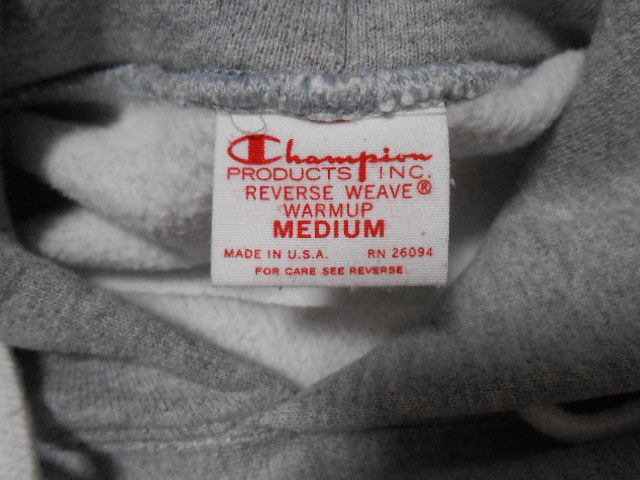 Champion
PRODUCTS INC.
REVERSE WEAVE®
WARMUP
MEDIUM
MADE IN U.S.A. RN 26094
FOR CARE SEE REVERSE